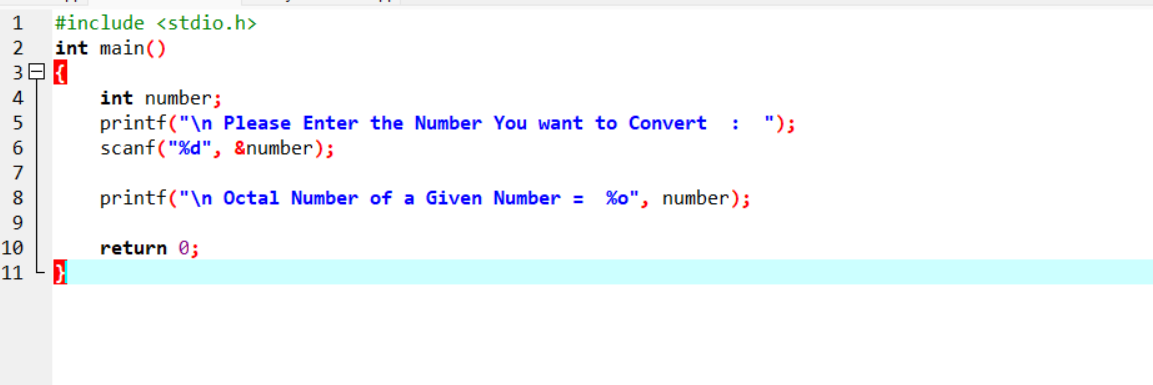 1 #include <stdio.h>
2 int main()
3 {
4 int number;
5 printf("\n Please Enter the Number You want to Convert  :  ");
6 scanf("%d", &number);
7
8 printf("\n Octal Number of a Given Number =  %o", number);
9
10 return 0;
11 }